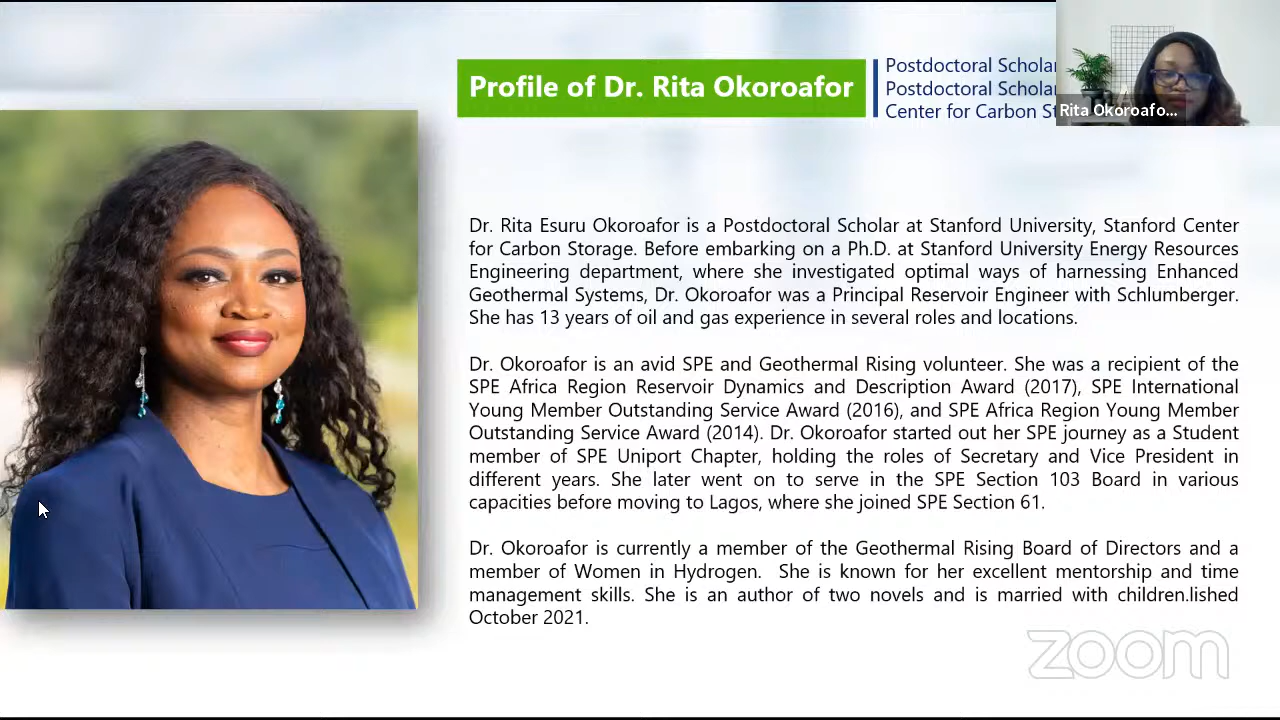 Profile of Dr. Rita Okoroafor
Postdoctoral Scholar
Postdoctoral Scholar
Center for Carbon
Rita Okoroafo...
Dr. Rita Esuru Okoroafor is a Postdoctoral Scholar at Stanford University, Stanford Center
for Carbon Storage. Before embarking on a Ph.D. at Stanford University Energy Resources
Engineering department, where she investigated optimal ways of harnessing Enhanced
Geothermal Systems, Dr. Okoroafor was a Principal Reservoir Engineer with Schlumberger.
She has 13 years of oil and gas experience in several roles and locations.
Dr. Okoroafor is an avid SPE and Geothermal Rising volunteer. She was a recipient of the
SPE Africa Region Reservoir Dynamics and Description Award (2017), SPE International
Young Member Outstanding Service Award (2016), and SPE Africa Region Young Member
Outstanding Service Award (2014). Dr. Okoroafor started out her SPE journey as a Student
member of SPE Uniport Chapter, holding the roles of Secretary and Vice President in
different years. She later went on to serve in the SPE Section 103 Board in various
capacities before moving to Lagos, where she joined SPE Section 61.
Dr. Okoroafor is currently a member of the Geothermal Rising Board of Directors and a
member of Women in Hydrogen. She is known for her excellent mentorship and time
management skills. She is an author of two novels and is married with children.lished
October 2021.
zoom